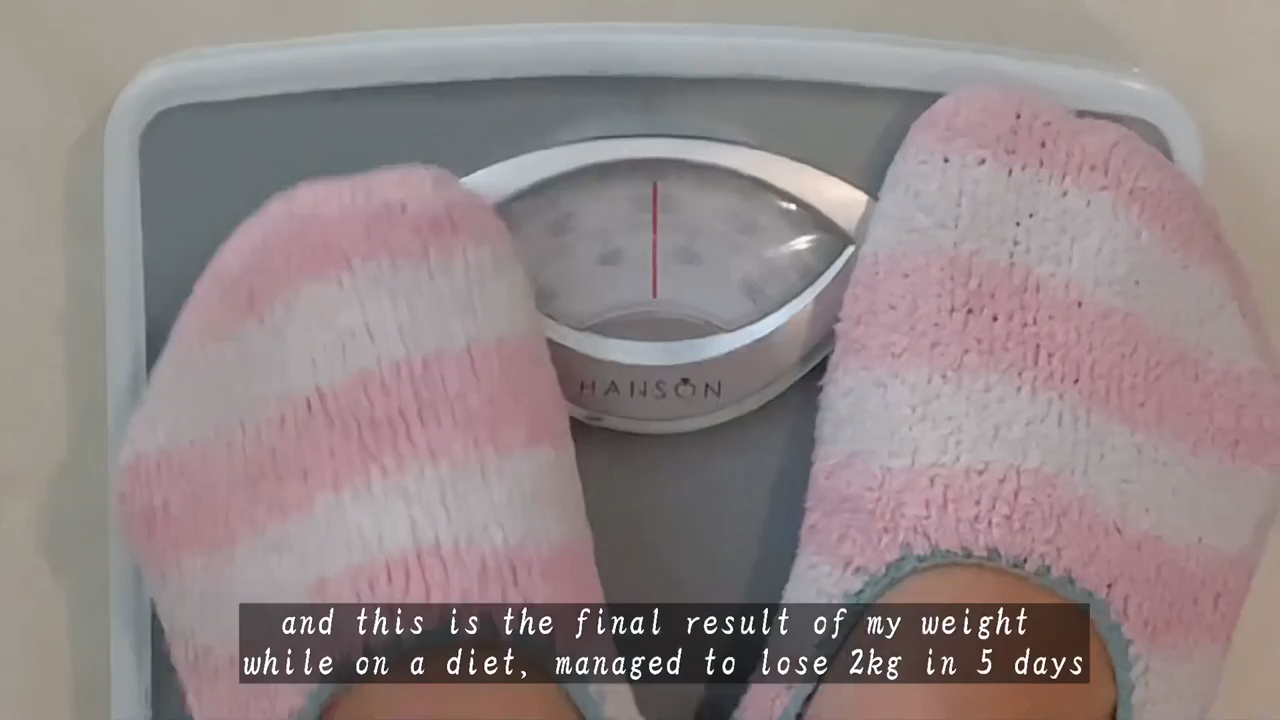 HANSON
and this is the final result of my weight
while on a diet, managed to lose 2kg in 5 days